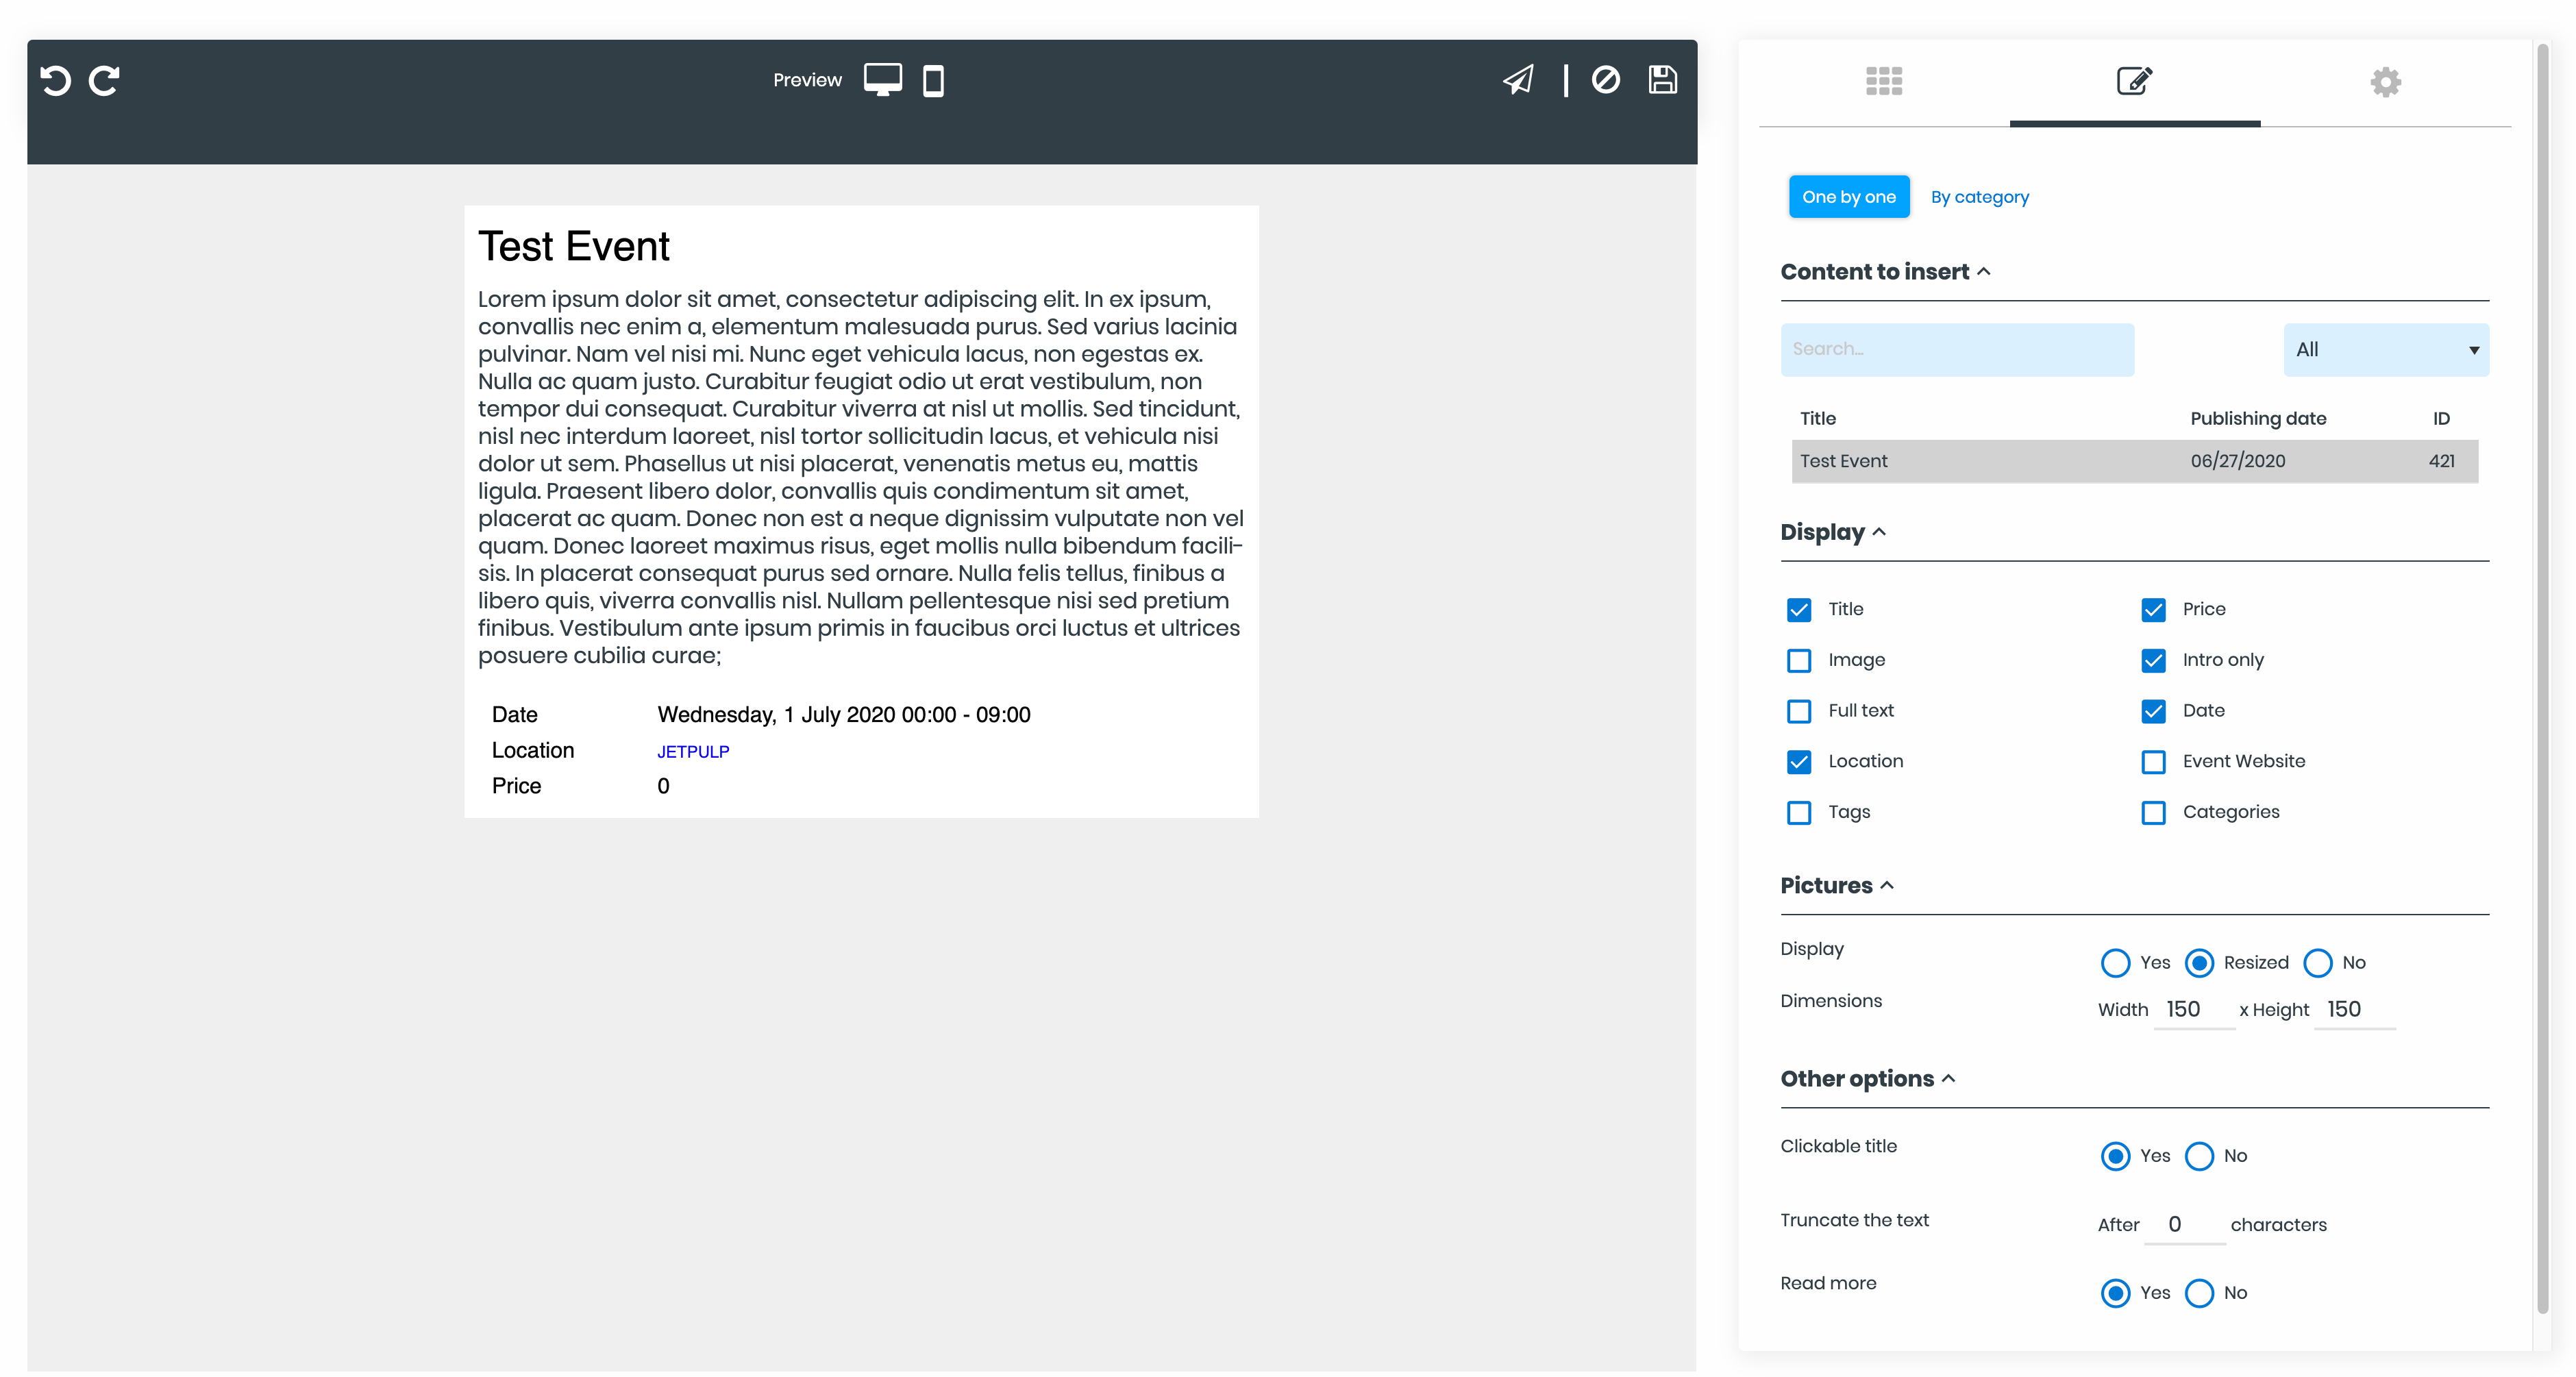 Preview
Test Event
Lorem ipsum dolor sit amet, consectetur adipiscing elit. In ex ipsum,
convallis nec enim a, elementum malesuada purus. Sed varius lacinia
pulvinar. Nam vel nisi mi. Nunc eget vehicula lacus, non egestas ex.
Nulla ac quam justo. Curabitur feugiat odio ut erat vestibulum, non
tempor dui consequat. Curabitur viverra at nisl ut mollis. Sed tincidunt,
nisl nec interdum laoreet, nisl tortor sollicitudin lacus, et vehicula nisi
dolor ut sem. Phasellus ut nisi placerat, venenatis metus eu, mattis
ligula. Praesent libero dolor, convallis quis condimentum sit amet,
placerat ac quam. Donec non est a neque dignissim vulputate non vel
quam. Donec laoreet maximus risus, eget mollis nulla bibendum facili-
sis. In placerat consequat purus sed ornare. Nulla felis tellus, finibus a
libero quis, viverra convallis nisl. Nullam pellentesque nisi sed pretium
finibus. Vestibulum ante ipsum primis in faucibus orci luctus et ultrices
posuere cubilia curae;
Date Wednesday, 1 July 2020 00:00 - 09:00
Location JETPULP
Price 0
One by one By category
Content to insert
Search... All
Title Publishing date ID
Test Event 06/27/2020 421
Display
Title Price
Image Intro only
Full text Date
Location Event Website
Tags Categories
Pictures
Display Yes Resized No
Dimensions Width 150 x Height 150
Other options
Clickable title Yes No
Truncate the text After 0 characters
Read more Yes No